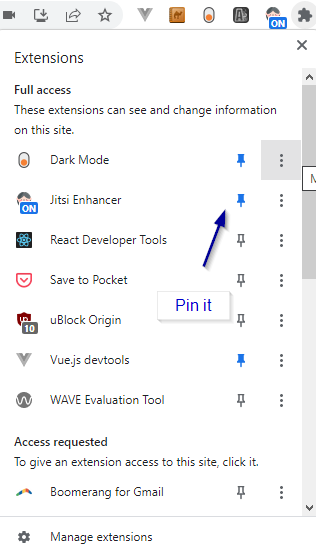 ON
Extensions
Full access
These extensions can see and change information
on this site.
Dark Mode
M
ON
Jitsi Enhancer
React Developer Tools
Save to Pocket
Pin it
10
uBlock Origin
Vue.js devtools
WAVE Evaluation Tool
Access requested
To give an extension access to this site, click it.
Boomerang for Gmail
Manage extensions